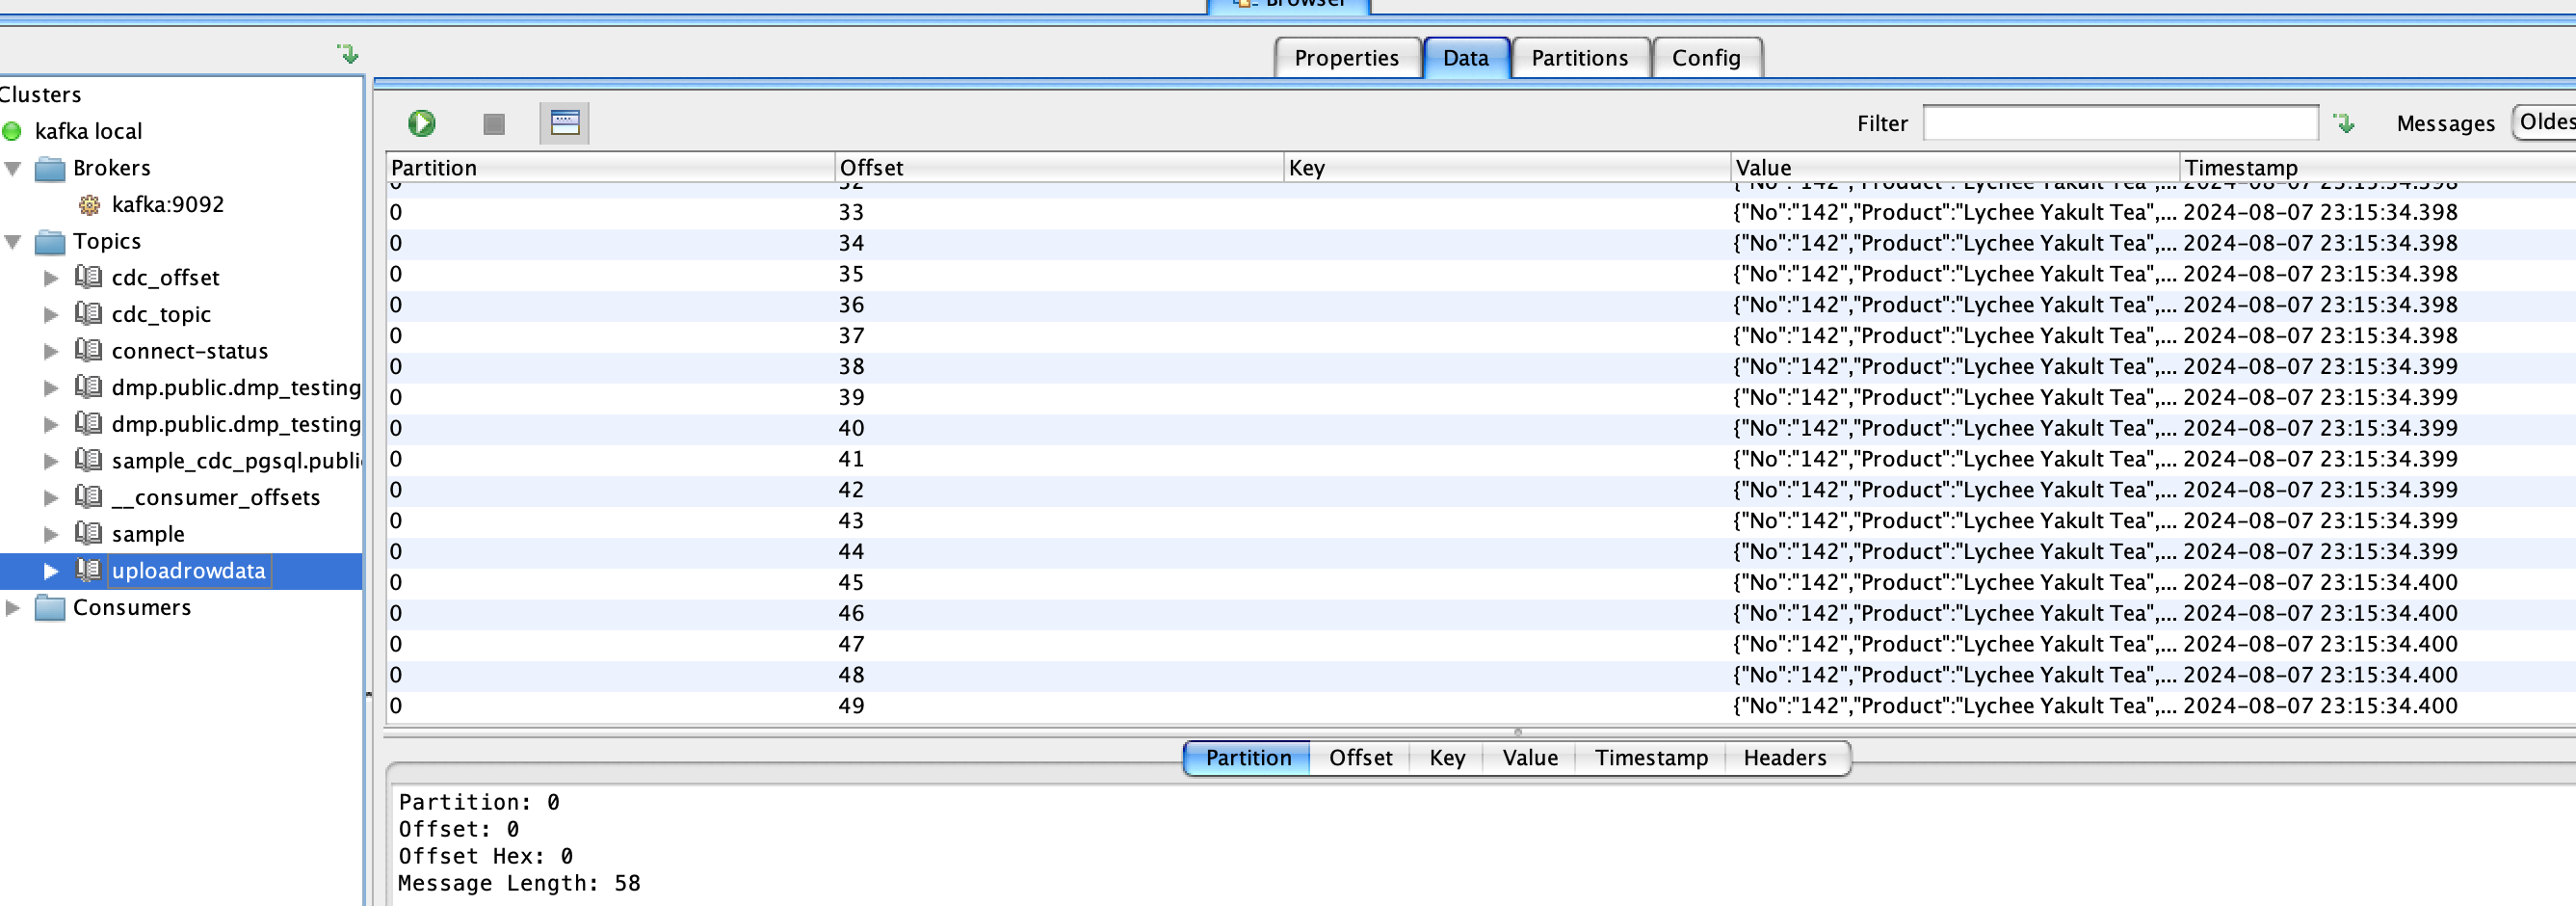 Browser
Properties Data Partitions Config
Clusters
kafka local
Brokers
kafka:9092
Topics
cdc_offset
cdc_topic
connect-status
dmp.public.dmp_testing
dmp.public.dmp_testing
sample_cdc_pgsql.publi
__consumer_offsets
sample
uploadrowdata
Consumers
Filter Messages Oldes
Partition Offset Key Value Timestamp
0 32 {"No":"142","Product":"Lychee Yakult Tea",... 2024-08-07 23:15:34.398
0 33 {"No":"142","Product":"Lychee Yakult Tea",... 2024-08-07 23:15:34.398
0 34 {"No":"142","Product":"Lychee Yakult Tea",... 2024-08-07 23:15:34.398
0 35 {"No":"142","Product":"Lychee Yakult Tea",... 2024-08-07 23:15:34.398
0 36 {"No":"142","Product":"Lychee Yakult Tea",... 2024-08-07 23:15:34.398
0 37 {"No":"142","Product":"Lychee Yakult Tea",... 2024-08-07 23:15:34.398
0 38 {"No":"142","Product":"Lychee Yakult Tea",... 2024-08-07 23:15:34.399
0 39 {"No":"142","Product":"Lychee Yakult Tea",... 2024-08-07 23:15:34.399
0 40 {"No":"142","Product":"Lychee Yakult Tea",... 2024-08-07 23:15:34.399
0 41 {"No":"142","Product":"Lychee Yakult Tea",... 2024-08-07 23:15:34.399
0 42 {"No":"142","Product":"Lychee Yakult Tea",... 2024-08-07 23:15:34.399
0 43 {"No":"142","Product":"Lychee Yakult Tea",... 2024-08-07 23:15:34.399
0 44 {"No":"142","Product":"Lychee Yakult Tea",... 2024-08-07 23:15:34.399
0 45 {"No":"142","Product":"Lychee Yakult Tea",... 2024-08-07 23:15:34.400
0 46 {"No":"142","Product":"Lychee Yakult Tea",... 2024-08-07 23:15:34.400
0 47 {"No":"142","Product":"Lychee Yakult Tea",... 2024-08-07 23:15:34.400
0 48 {"No":"142","Product":"Lychee Yakult Tea",... 2024-08-07 23:15:34.400
0 49 {"No":"142","Product":"Lychee Yakult Tea",... 2024-08-07 23:15:34.400
Partition Offset Key Value Timestamp Headers
Partition: 0
Offset: 0
Offset Hex: 0
Message Length: 58